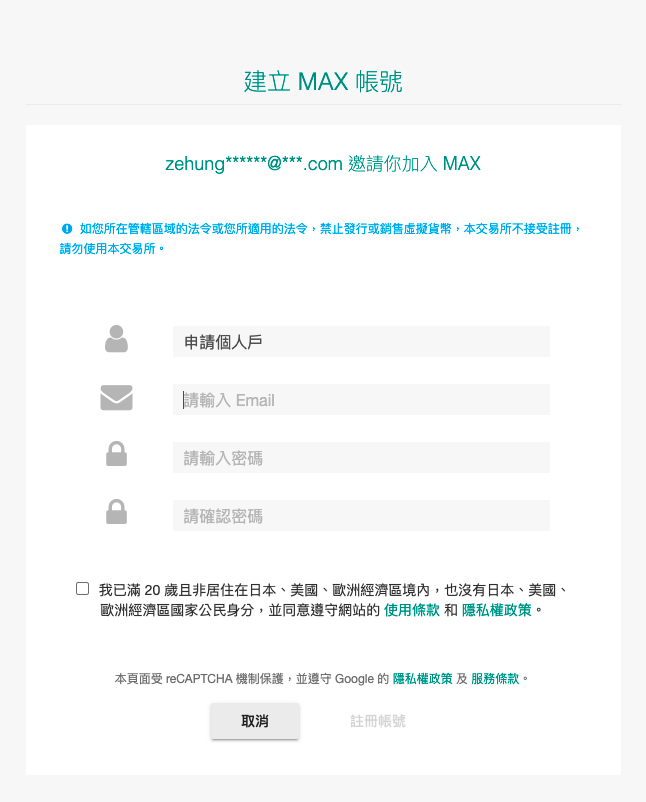 建立 MAX 帳號
zehung******@***.com 邀請你加入 MAX
如您所在管轄區域的法令或您所適用的法令，禁止發行或銷售虛擬貨幣，本交易所不接受註冊，
請勿使用本交易所。
申請個人戶
請輸入 Email
請輸入密碼
請確認密碼
我已滿 20 歲且非居住在日本、美國、歐洲經濟區境內，也沒有日本、美國、
歐洲經濟區國家公民身分，並同意遵守網站的 使用條款 和 隱私權政策。
本頁面受 reCAPTCHA 機制保護，並遵守 Google 的 隱私權政策 及 服務條款。
取消 註冊帳號